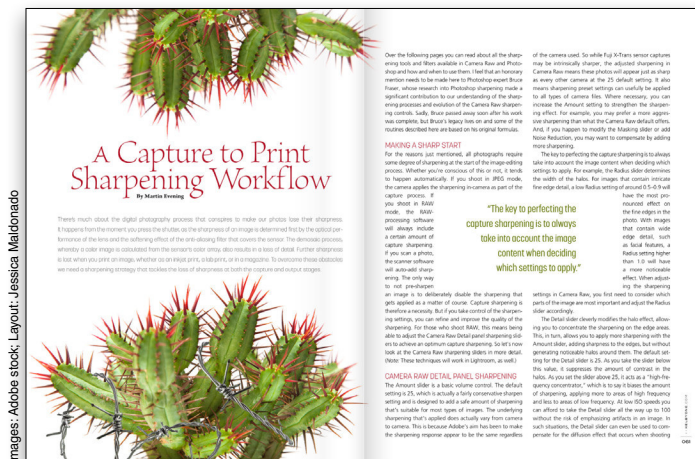 A Capture to Print
Sharpening Workflow
By Martin Evening
There's much about the digital photography process that conspires to make our photos lose their sharpness.
It happens from the moment you press the shutter, as the sharpness of an image is determined first by the optical per-
formance of the lens and the softening effect of the anti-aliasing filter that covers the sensor. The demosaic process,
whereby a color image is calculated from the sensor's color array, also results in a loss of detail. Further sharpness
is lost when you print an image, whether as an inkjet print, a lab print, or in a magazine. To overcome these obstacles
we need a sharpening strategy that tackles the loss of sharpness at both the capture and output stages.
Images: Adobe stock; Layout: Jessica Maldonado
Over the following pages you can read about all the sharp-
ening tools and filters available in Camera Raw and Photo-
shop and how and when to use them. I feel that an honorary
mention needs to be made here to Photoshop expert Bruce
Fraser, whose research into Photoshop sharpening made a
significant contribution to our understanding of the sharp-
ening processes and evolution of the Camera Raw sharpen-
ing controls. Sadly, Bruce passed away soon after his work
was complete, but Bruce's legacy lives on and some of the
routines described here are based on his original formulas.
MAKING A SHARP START
For the reasons just mentioned, all photographs require
some degree of sharpening at the start of the image-editing
process. Whether you're conscious of this or not, it tends
to happen automatically. If you shoot in JPEG mode,
the camera applies the sharpening in-camera as part of the
capture process. If
you shoot in RAW
mode, the RAW-
processing software
will always include
a certain amount of
capture sharpening.
If you scan a photo,
the scanner software
will auto-add sharp-
ening. The only way
to not pre-sharpen
an image is to deliberately disable the sharpening that
gets applied as a matter of course. Capture sharpening is
therefore a necessity. But if you take control of the sharpen-
ing settings, you can refine and improve the quality of the
sharpening. For those who shoot RAW, this means being
able to adjust the Camera Raw Detail panel sharpening slid-
ers to achieve an optimum capture sharpening. So let's now
look at the Camera Raw sharpening sliders in more detail.
(Note: These techniques will work in Lightroom, as well.)
CAMERA RAW DETAIL PANEL SHARPENING
The Amount slider is a basic volume control. The default
setting is 25, which is actually a fairly conservative sharpen
setting and is designed to add a safe amount of sharpening
that's suitable for most types of images. The underlying
sharpening that's applied does actually vary from camera
to camera. This is because Adobe's aim has been to make
the sharpening response appear to be the same regardless
"The key to perfecting the
capture sharpening is to always
take into account the image
content when deciding
which settings to apply."
of the camera used. So while Fuji X-Trans sensor captures
may be intrinsically sharper, the adjusted sharpening in
Camera Raw means these photos will appear just as sharp
as every other camera at the 25 default setting. It also
means sharpening preset settings can usefully be applied
to all types of camera files. Where necessary, you can
increase the Amount setting to strengthen the sharpen-
ing effect. For example, you may prefer a more aggres-
sive sharpening than what the Camera Raw default offers.
And, if you happen to modify the Masking slider or add
Noise Reduction, you may want to compensate by adding
more sharpening.
The key to perfecting the capture sharpening is to always
take into account the image content when deciding which
settings to apply. For example, the Radius slider determines
the width of the halos. For images that contain intricate
fine edge detail, a low Radius setting of around 0.5–0.9 will
have the most pro-
nounced effect on
the fine edges in the
photo. With images
that contain wide
edge detail, such
as facial features, a
Radius setting higher
than 1.0 will have
a more noticeable
effect. When adjust-
ing the sharpening
settings in Camera Raw, you first need to consider which
parts of the image are most important and adjust the Radius
slider accordingly.
The Detail slider cleverly modifies the halo effect, allow-
ing you to concentrate the sharpening on the edge areas.
This, in turn, allows you to apply more sharpening with the
Amount slider, adding sharpness to the edges, but without
generating noticeable halos around them. The default set-
ting for the Detail slider is 25. As you take the slider below
this value, it suppresses the amount of contrast in the
halos. As you set the slider above 25, it acts as a "high-fre-
quency concentrator," which is to say it biases the amount
of sharpening, applying more to areas of high frequency
and less to areas of low frequency. At low ISO speeds you
can afford to take the Detail slider all the way up to 100
without the risk of emphasizing artifacts in an image. In
such situations, the Detail slider can even be used to com-
pensate for the diffusion effect that occurs when shooting